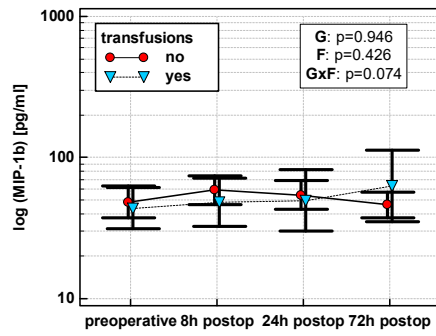 1000
transfusions
no
yes
G: p=0.946
F: p=0.426
GxF: p=0.074
log (MIP-1b) [pg/ml]
100
10
preoperative 8h postop 24h postop 72h postop